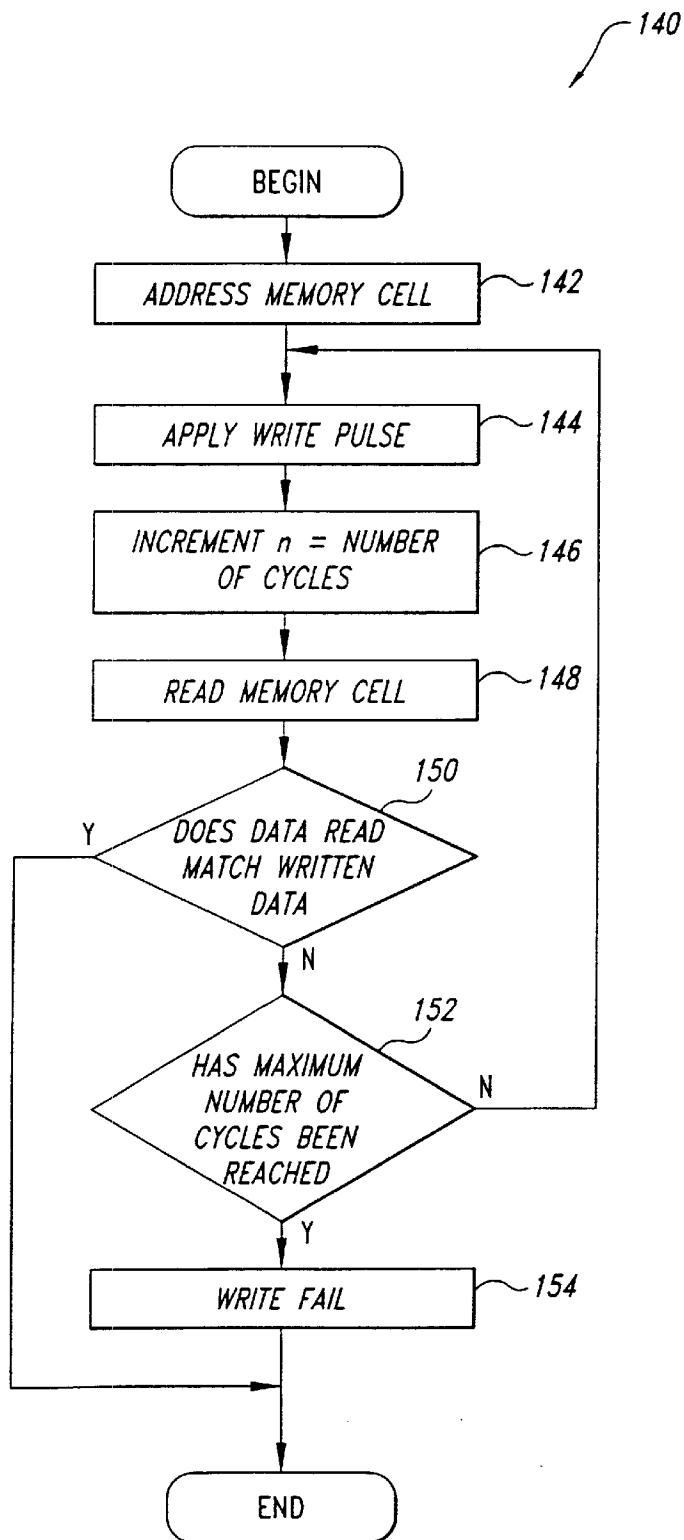 140
BEGIN
ADDRESS MEMORY CELL
142
APPLY WRITE PULSE
144
INCREMENT n = NUMBER
OF CYCLES
146
READ MEMORY CELL
148
150
Y
DOES DATA READ
MATCH WRITTEN
DATA
N
152
HAS MAXIMUM
NUMBER OF
CYCLES BEEN
REACHED
N
Y
WRITE FAIL
154
END